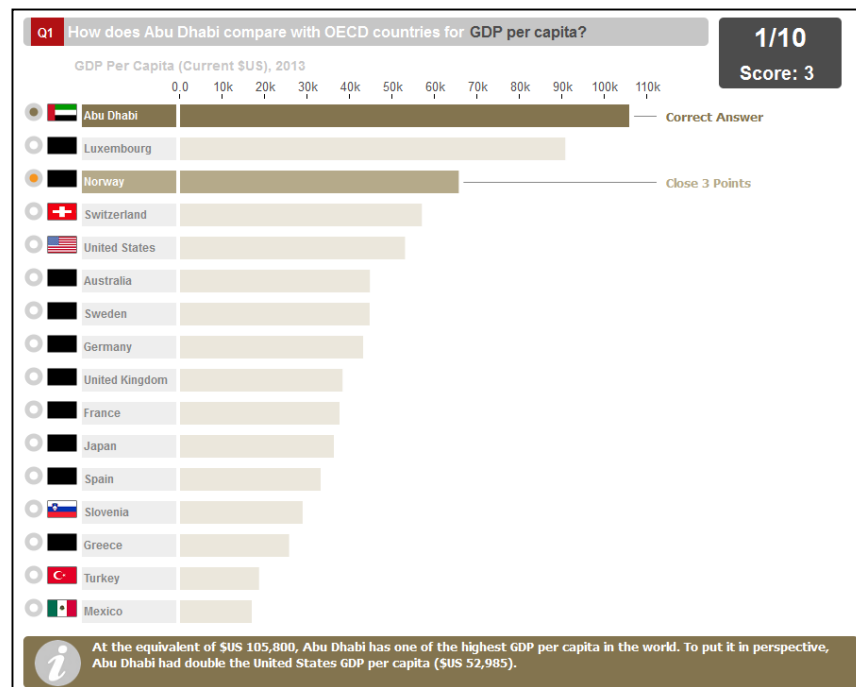 Q1 How does Abu Dhabi compare with OECD countries for GDP per capita?
1/10
Score: 3
GDP Per Capita (Current $US), 2013
0.0 10k 20k 30k 40k 50k 60k 70k 80k 90k 100k 110k
Abu Dhabi
Correct Answer
Luxembourg
Norway
Close 3 Points
Switzerland
United States
Australia
Sweden
Germany
United Kingdom
France
Japan
Spain
Slovenia
Greece
Turkey
Mexico
i
At the equivalent of $US 105,800, Abu Dhabi has one of the highest GDP per capita in the world. To put it in perspective,
Abu Dhabi had double the United States GDP per capita ($US 52,985).